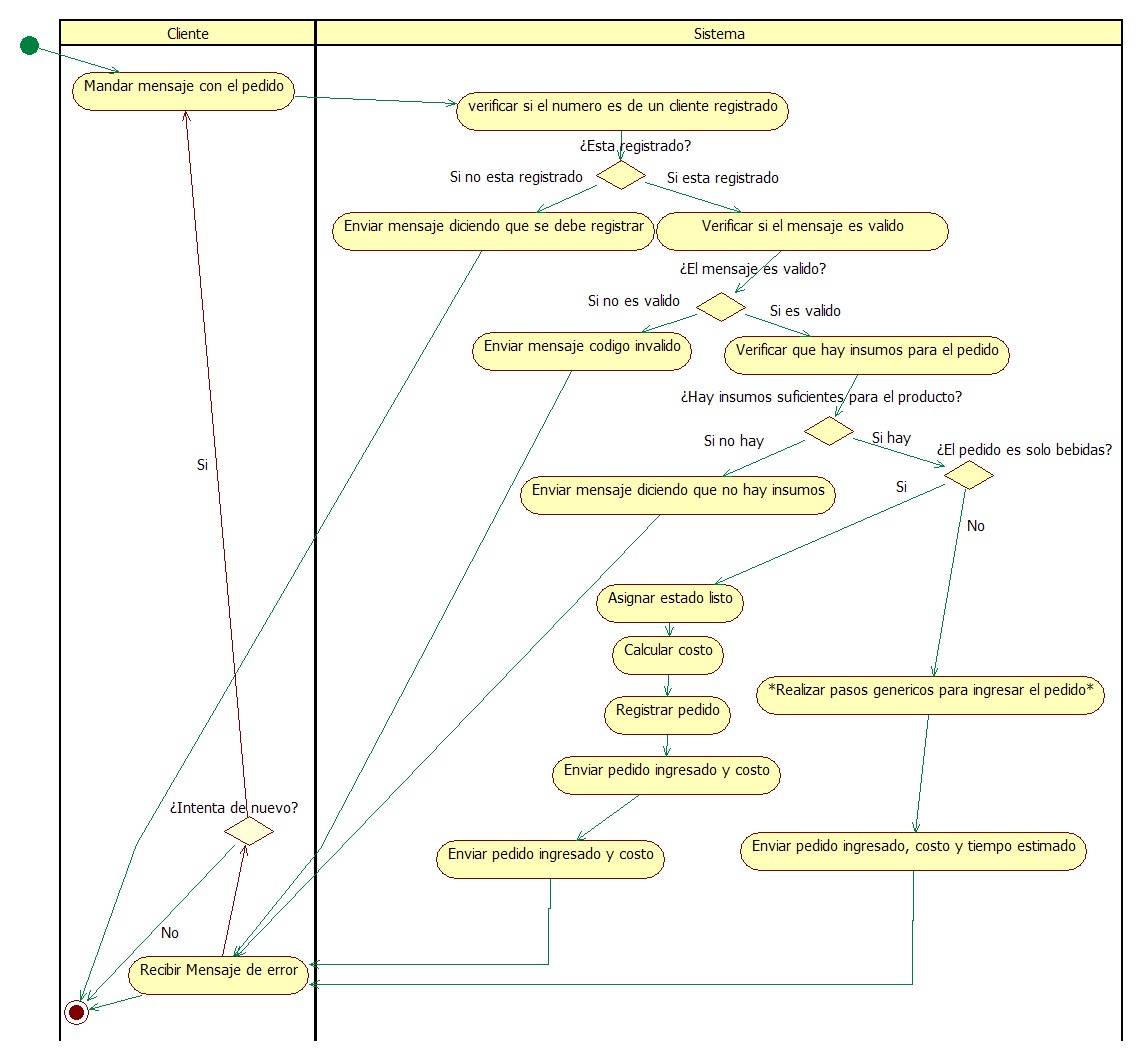 Cliente
Sistema
Mandar mensaje con el pedido
verificar si el numero es de un cliente registrado
¿Esta registrado?
Si no esta registrado
Si esta registrado
Enviar mensaje diciendo que se debe registrar
Verificar si el mensaje es valido
¿El mensaje es valido?
Si no es valido
Si es valido
Enviar mensaje codigo invalido
Verificar que hay insumos para el pedido
¿Hay insumos suficientes para el producto?
Si no hay
Si hay
¿El pedido es solo bebidas?
Si
Enviar mensaje diciendo que no hay insumos
Si
No
Asignar estado listo
Calcular costo
*Realizar pasos genericos para ingresar el pedido*
Registrar pedido
Enviar pedido ingresado y costo
¿Intenta de nuevo?
Enviar pedido ingresado y costo
Enviar pedido ingresado, costo y tiempo estimado
No
Recibir Mensaje de error